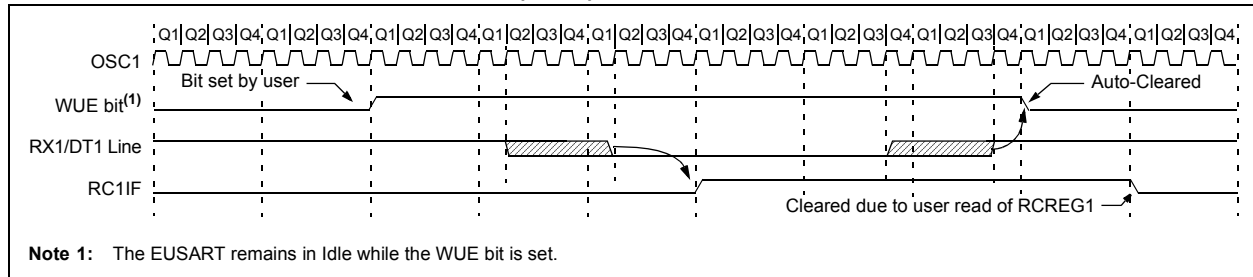 Q1 Q2 Q3 Q4 Q1 Q2 Q3 Q4 Q1 Q2 Q3 Q4 Q1 Q2 Q3 Q4 Q1 Q2 Q3 Q4 Q1 Q2 Q3 Q4 Q1 Q2 Q3 Q4 Q1 Q2 Q3 Q4 Q1 Q2 Q3 Q4 Q1 Q2 Q3 Q4
OSC1
Bit set by user
Auto-Cleared
WUE bit(1)
RX1/DT1 Line
RC1IF
Cleared due to user read of RCREG1
Note 1: The EUSART remains in Idle while the WUE bit is set.